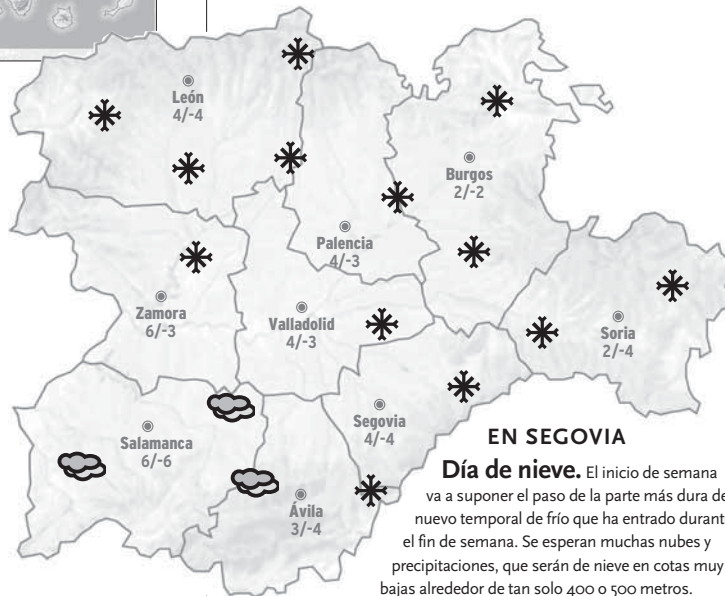 León
4/-4
Burgos
2/-2
Palencia
4/-3
Zamora
6/-3
Valladolid
4/-3
Soria
2/-4
Segovia
4/-4
Salamanca
6/-6
Ávila
3/-4
EN SEGOVIA
Día de nieve. El inicio de semana
va a suponer el paso de la parte más dura de
nuevo temporal de frío que ha entrado durant
el fin de semana. Se esperan muchas nubes y
precipitaciones, que serán de nieve en cotas muy
bajas alrededor de tan solo 400 o 500 metros.